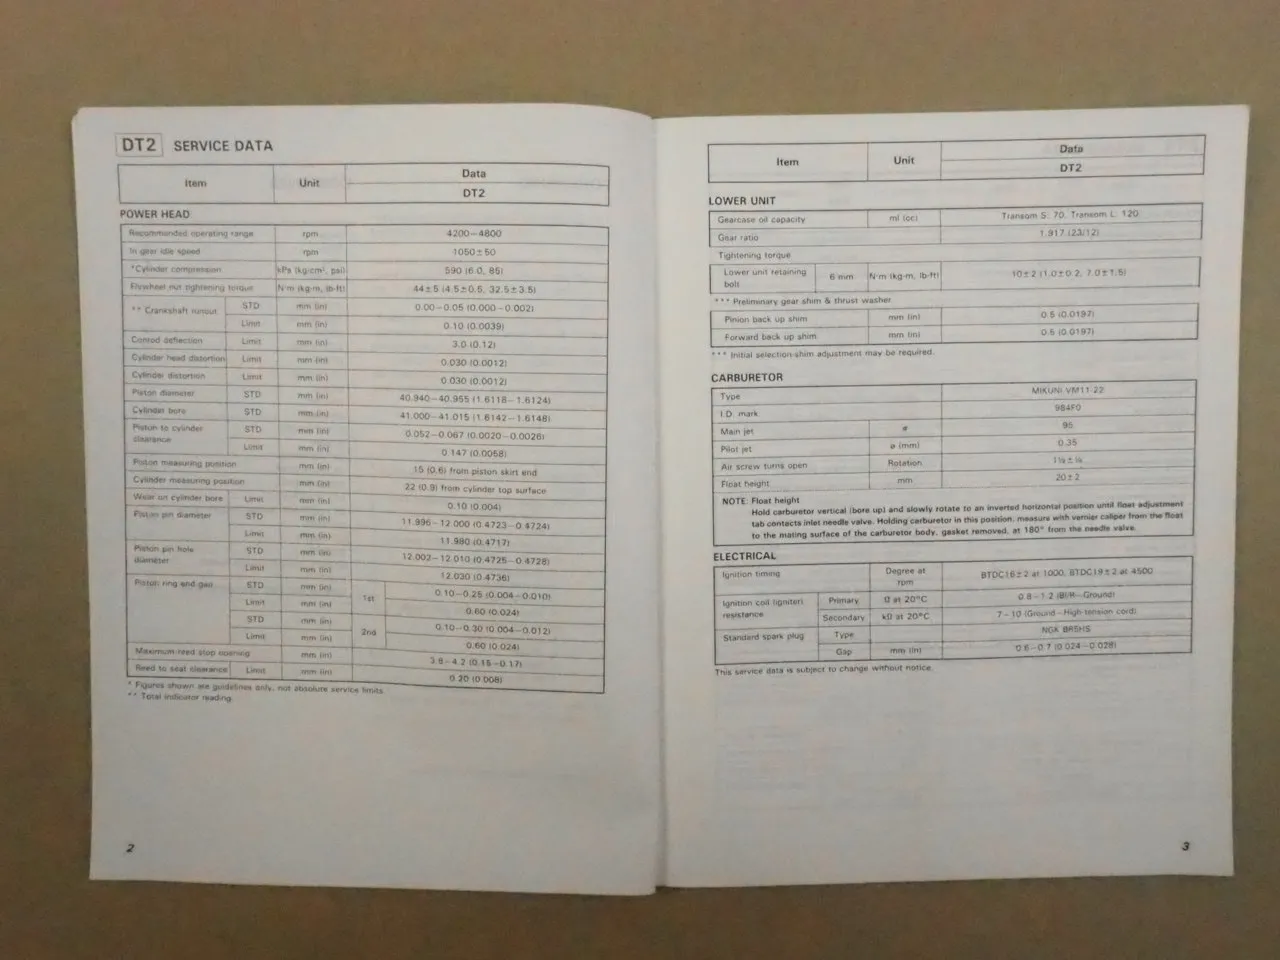 DT2 SERVICE DATA
Item Unit Data
DT2
POWER HEAD
Recommended operating range rpm 4200–4800
In gear idle speed rpm 1050±50
*Cylinder compression kPa (kg/cm², psi) 590 (6.0, 85)
Flywheel nut tightening torque N·m (kg-m, lb-ft) 44±5 (4.5±0.5, 32.5±3.5)
** Crankshaft runout STD mm (in) 0.00–0.05 (0.000–0.002)
Limit mm (in) 0.10 (0.0039)
Conrod deflection Limit mm (in) 3.0 (0.12)
Cylinder head distortion Limit mm (in) 0.030 (0.0012)
Cylinder distortion Limit mm (in) 0.030 (0.0012)
Piston diameter STD mm (in) 40.940–40.955 (1.6118–1.6124)
Cylinder bore STD mm (in) 41.000–41.015 (1.6142–1.6148)
Piston to cylinder clearance STD mm (in) 0.052–0.067 (0.0020–0.0026)
Limit mm (in) 0.147 (0.0058)
Piston measuring position mm (in) 15 (0.6) from piston skirt end
Cylinder measuring position mm (in) 22 (0.9) from cylinder top surface
Wear on cylinder bore Limit mm (in) 0.10 (0.004)
Piston pin diameter STD mm (in) 11.996–12.000 (0.4723–0.4724)
Limit mm (in) 11.980 (0.4717)
Piston pin hole diameter STD mm (in) 12.002–12.010 (0.4725–0.4728)
Limit mm (in) 12.030 (0.4736)
Piston ring end gap STD mm (in) 1st 0.10–0.25 (0.004–0.010)
Limit mm (in) 0.60 (0.024)
STD mm (in) 2nd 0.10–0.30 (0.004–0.012)
Limit mm (in) 0.60 (0.024)
Maximum reed stop opening mm (in) 3.8–4.2 (0.15–0.17)
Reed to seat clearance Limit mm (in) 0.20 (0.008)
* Figures shown are guidelines only, not absolute service limits.
** Total indicator reading.
2
Item Unit Data
DT2
LOWER UNIT
Gearcase oil capacity ml (cc) Transom S: 70, Transom L: 120
Gear ratio 1.917 (23/12)
Tightening torque
Lower unit retaining bolt 6 mm N·m (kg-m, lb-ft) 10±2 (1.0±0.2, 7.0±1.5)
*** Preliminary gear shim & thrust washer
Pinion back up shim mm (in) 0.5 (0.0197)
Forward back up shim mm (in) 0.5 (0.0197)
*** Initial selection-shim adjustment may be required.
CARBURETOR
Type MIKUNI VM11-22
I.D. mark 984F0
Main jet # 95
Pilot jet ø (mm) 0.35
Air screw turns open Rotation 1¼±¼
Float height mm 20±2
NOTE: Float height
Hold carburetor vertical (bore up) and slowly rotate to an inverted horizontal position until float adjustment
tab contacts inlet needle valve. Holding carburetor in this position, measure with vernier caliper from the float
to the mating surface of the carburetor body, gasket removed, at 180° from the needle valve.
ELECTRICAL
Ignition timing Degree at rpm BTDC16±2 at 1000, BTDC19±2 at 4500
Ignition coil (igniter) resistance Primary Ω at 20°C 0.8–1.2 (Bl/R–Ground)
Secondary kΩ at 20°C 7–10 (Ground–High tension cord)
Standard spark plug Type NGK BR5HS
Gap mm (in) 0.6–0.7 (0.024–0.028)
This service data is subject to change without notice.
3